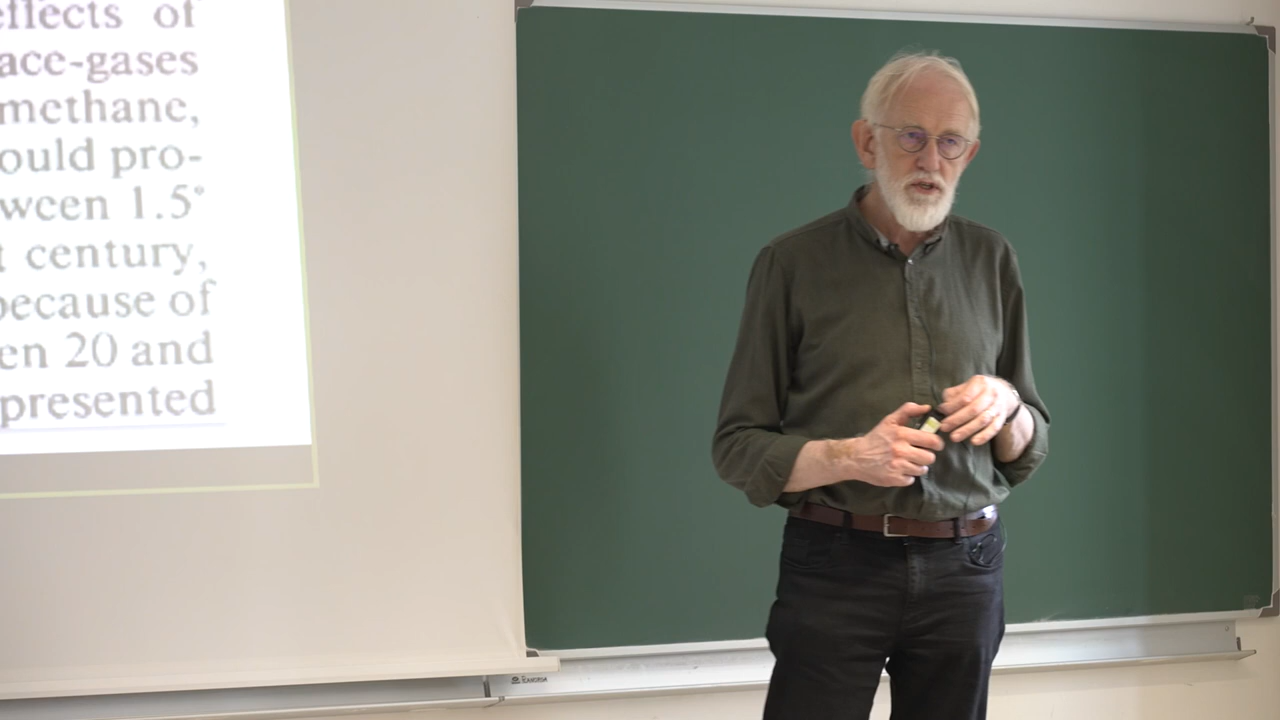 effects of
ace-gases
methane,
ould pro-
ween 1.5°
t century,
because of
en 20 and
presented